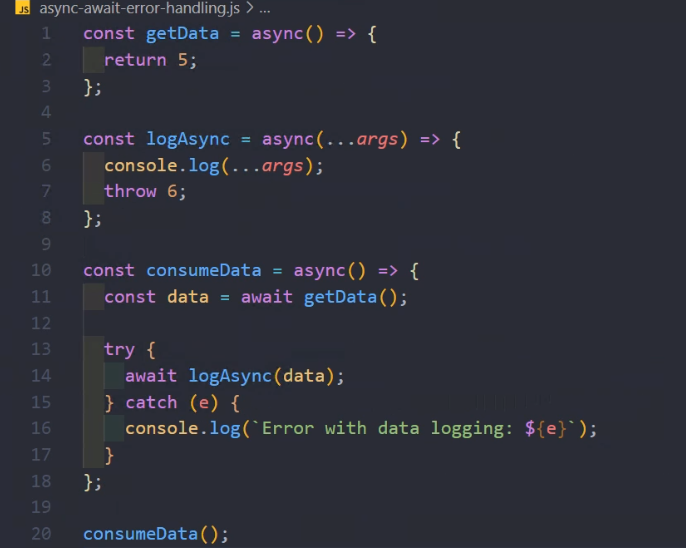 JS async-await-error-handling.js > ...
1 const getData = async() => {
2   return 5;
3 };
4
5 const logAsync = async(...args) => {
6   console.log(...args);
7   throw 6;
8 };
9
10 const consumeData = async() => {
11   const data = await getData();
12
13   try {
14     await logAsync(data);
15   } catch (e) {
16     console.log(`Error with data logging: ${e}`);
17   }
18 };
19
20 consumeData();